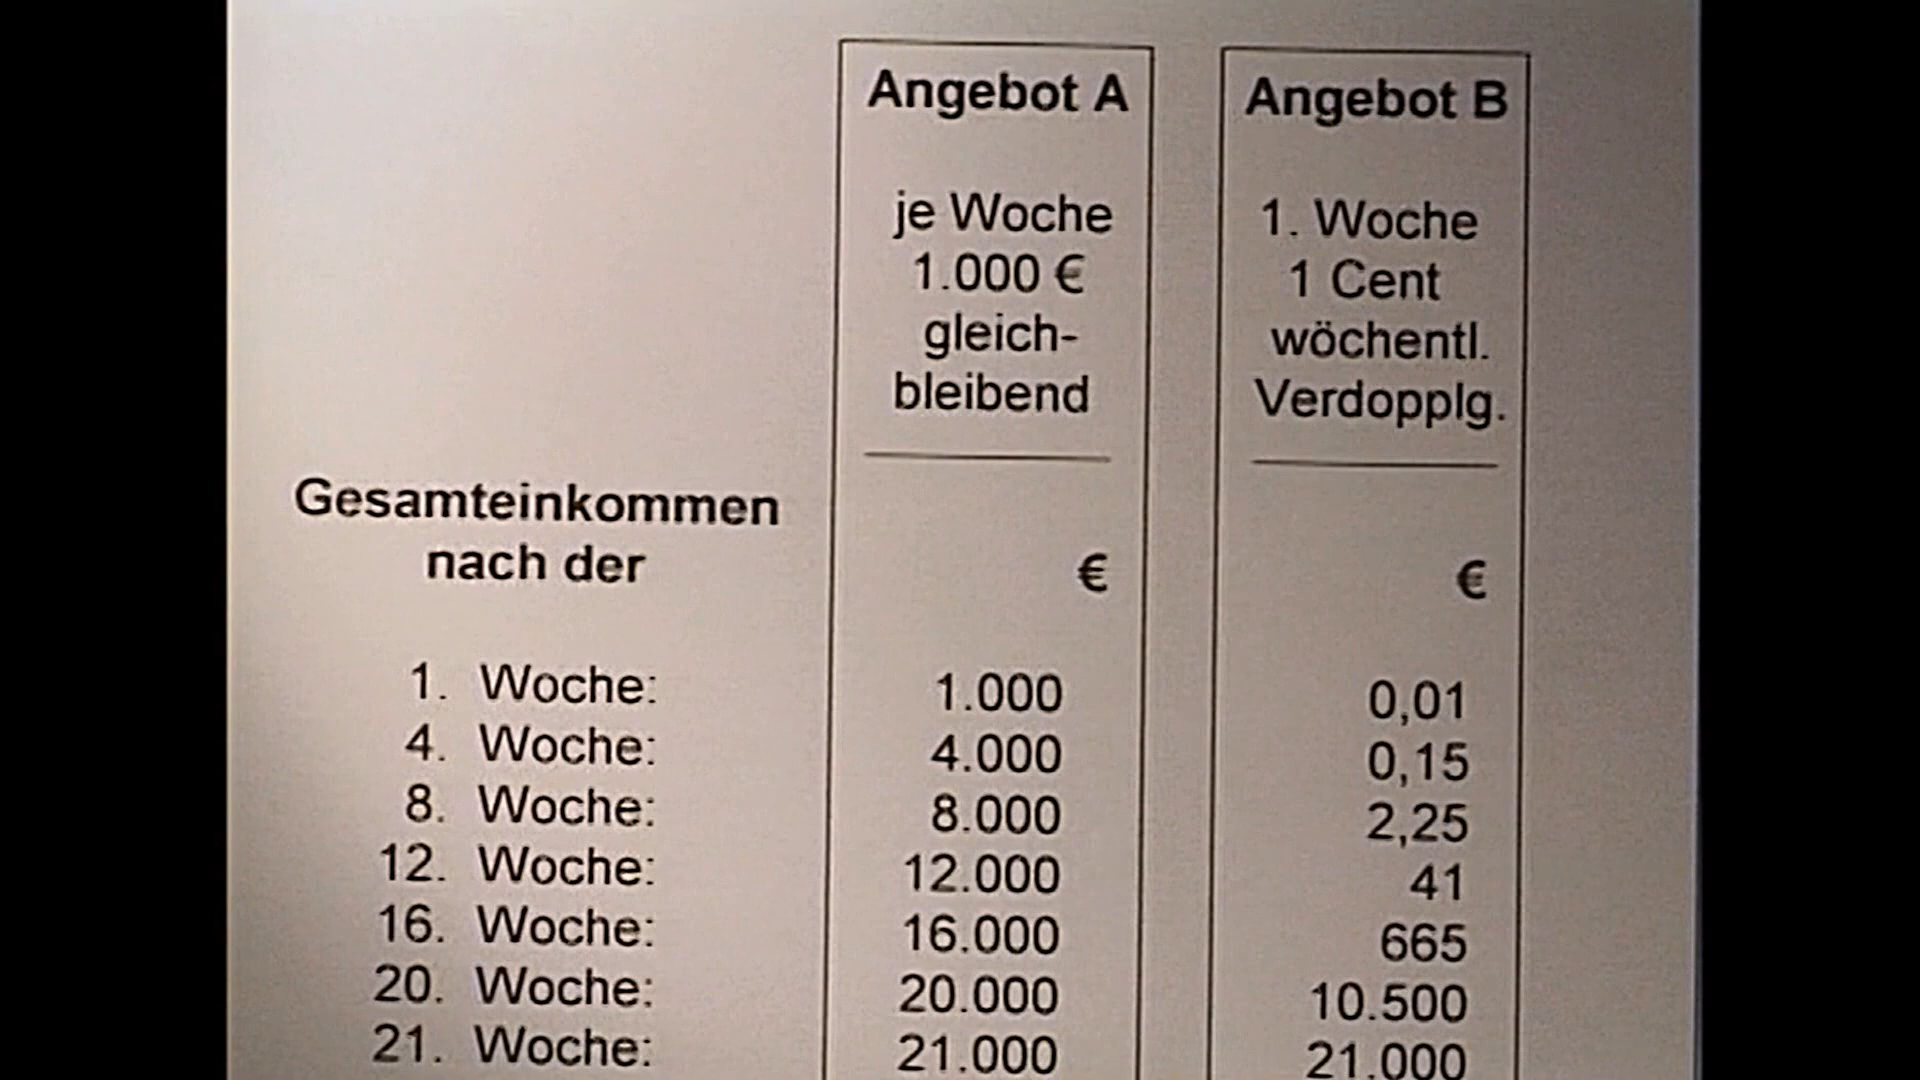 Angebot A
je Woche
1.000 €
gleich-
bleibend
Angebot B
1. Woche
1 Cent
wöchentl.
Verdopplg.
Gesamteinkommen
nach der
€ €
1. Woche: 1.000 0,01
4. Woche: 4.000 0,15
8. Woche: 8.000 2,25
12. Woche: 12.000 41
16. Woche: 16.000 665
20. Woche: 20.000 10.500
21. Woche: 21.000 21.000